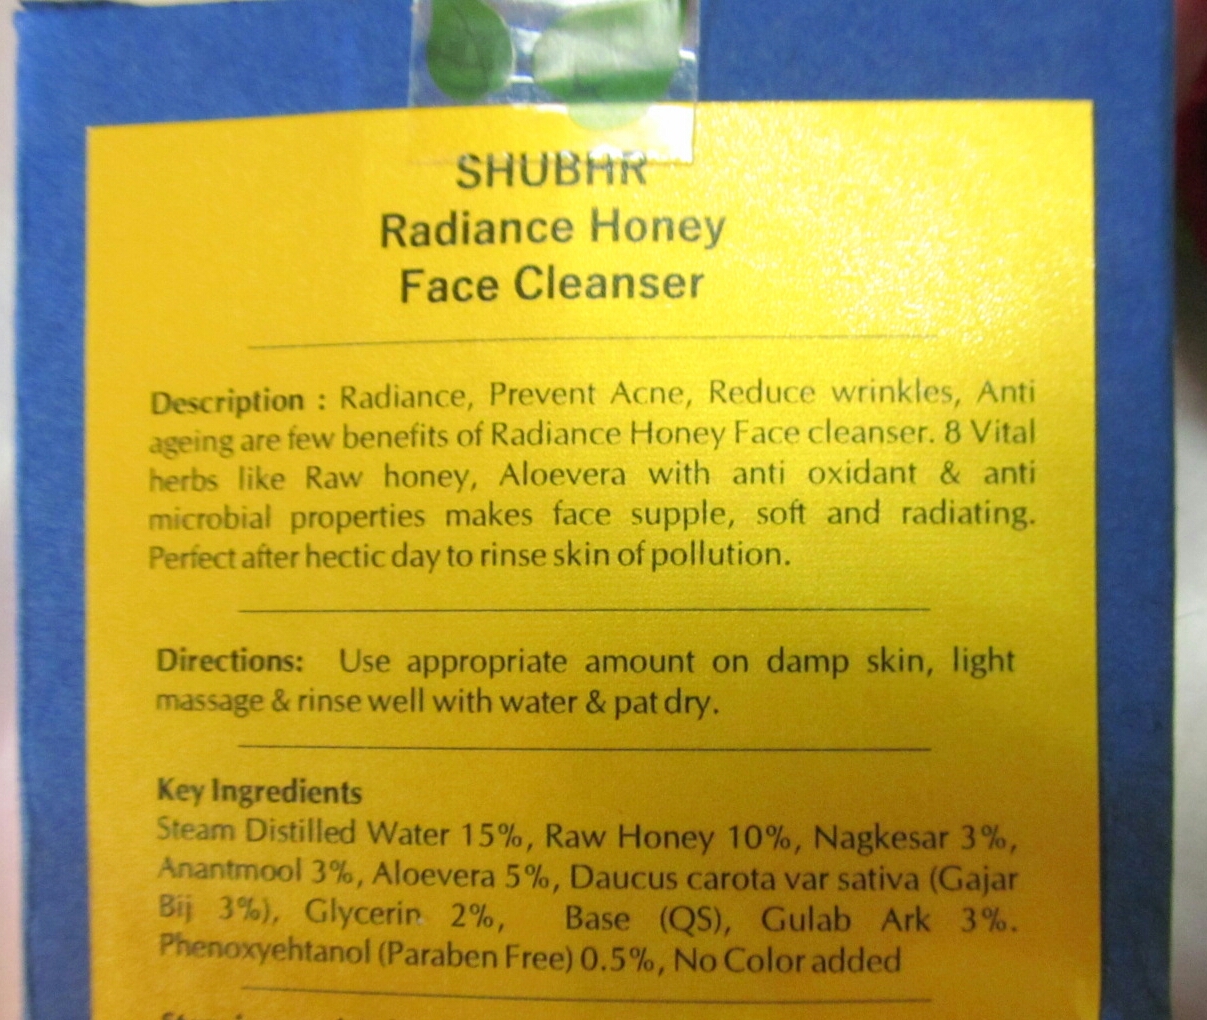 SHUBHR
Radiance Honey
Face Cleanser
Description : Radiance, Prevent Acne, Reduce wrinkles, Anti
ageing are few benefits of Radiance Honey Face cleanser. 8 Vital
herbs like Raw honey, Aloevera with anti oxidant & anti
microbial properties makes face supple, soft and radiating.
Perfect after hectic day to rinse skin of pollution.
Directions: Use appropriate amount on damp skin, light
massage & rinse well with water & pat dry.
Key Ingredients
Steam Distilled Water 15%, Raw Honey 10%, Nagkesar 3%,
Anantmool 3%, Aloevera 5%, Daucus carota var sativa (Gajar
Bij 3%), Glycerin 2%, Base (QS), Gulab Ark 3%.
Phenoxyehtanol (Paraben Free) 0.5%, No Color added